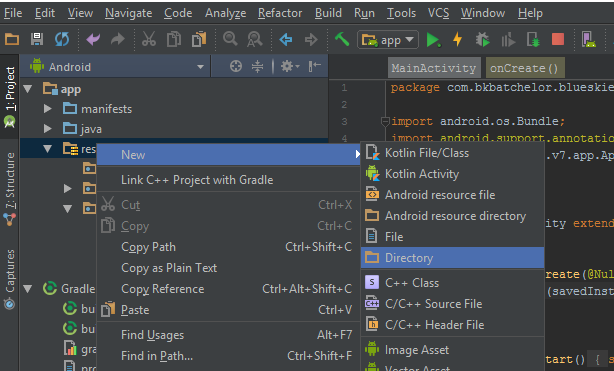 File Edit View Navigate Code Analyze Refactor Build Run Tools VCS Window Help
app
Android
MainActivity onCreate()
1: Project
7: Structure
Captures
app
manifests
java
res
Gradle
bu
bu
gra
pro
New
Link C++ Project with Gradle
Cut Ctrl+X
Copy Ctrl+C
Copy Path Ctrl+Shift+C
Copy as Plain Text
Copy Reference Ctrl+Alt+Shift+C
Paste Ctrl+V
Find Usages Alt+F7
Find in Path... Ctrl+Shift+F
Kotlin File/Class
Kotlin Activity
Android resource file
Android resource directory
File
Directory
C++ Class
C/C++ Source File
C/C++ Header File
Image Asset
Vector Asset
1 package com.bkbatchelor.blueskie
2
3 import android.os.Bundle;
4 import android.support.annotatio
.v7.app.App
ity extend
eate(@Nul
(savedInst
tart() { s